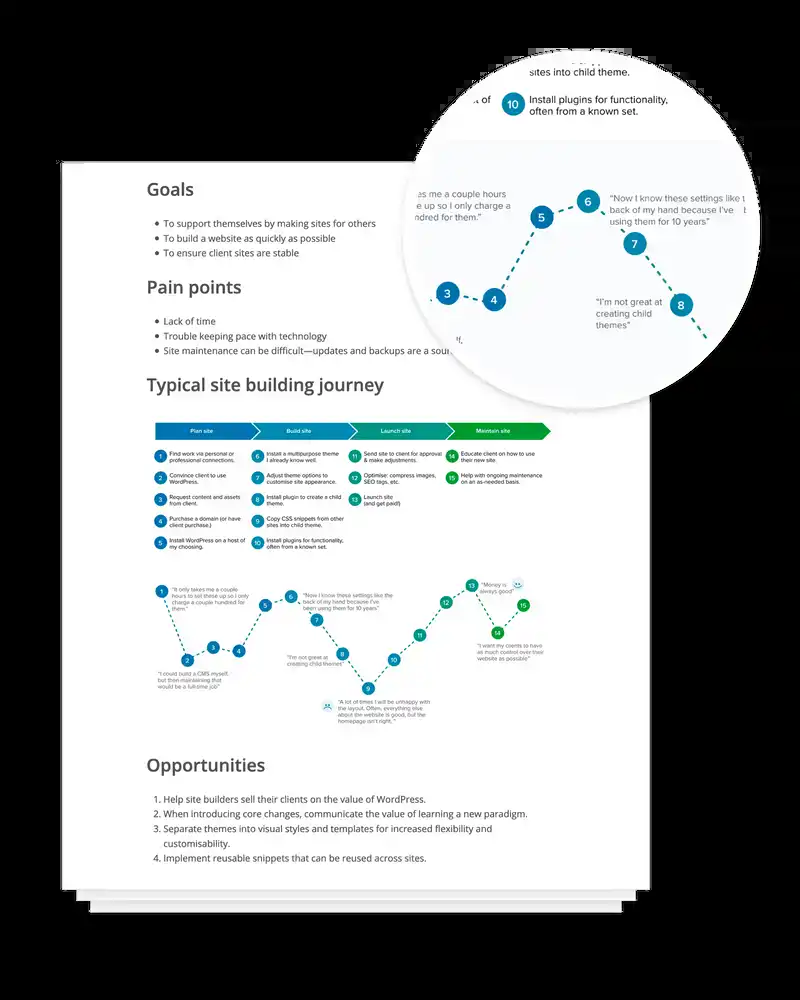 Goals
To support themselves by making sites for others
To build a website as quickly as possible
To ensure client sites are stable
Pain points
Lack of time
Trouble keeping pace with technology
Site maintenance can be difficult—updates and backups are a
Typical site building journey
Plan site
Build site
Launch site
Maintain site
1 Find work via personal or
professional connections.
2 Convince client to use
WordPress.
3 Request content and assets
from client.
4 Purchase a domain (or have
client purchase.)
5 Install WordPress on a host of
my choosing.
6 Install a multipurpose theme
I already know well.
7 Adjust theme options to
customise site appearance.
8 Install plugin to create a child
theme.
9 Copy CSS snippets from other
sites into child theme.
10 Install plugins for functionality,
often from a known set.
11 Send site to client for approval
& make adjustments.
12 Optimise: compress images,
SEO tags, etc.
13 Launch site
(and get paid!)
14 Educate client on how to use
their new site.
15 Help with ongoing maintenance
on an as-needed basis.
1
"It only takes me a couple
hours to set these up so I only
charge a couple hundred for
them."
2
"I could build a CMS myself,
but then maintaining that
would be a full-time job"
3
4
5
6
"Now I know these settings like the
back of my hand because I've
been using them for 10 years"
7
"I'm not great at
creating child themes"
8
9
"A lot of times I will be unhappy with
the layout. Often, everything else
about the website is good, but the
homepage isn't right."
10
11
12
13
"Money is
always good"
14
"I want my clients to have
as much control over their
website as possible"
15
Opportunities
1. Help site builders sell their clients on the value of WordPress.
2. When introducing core changes, communicate the value of learning a new paradigm.
3. Separate themes into visual styles and templates for increased flexibility and
customisability.
4. Implement reusable snippets that can be reused across sites.
sites into child theme.
of
10 Install plugins for functionality,
often from a known set.
me a couple hours
up so I only charge a
for them."
3
4
5
6
"Now I know these settings like
back of my hand because I've
using them for 10 years"
7
"I'm not great at
creating child
themes"
8